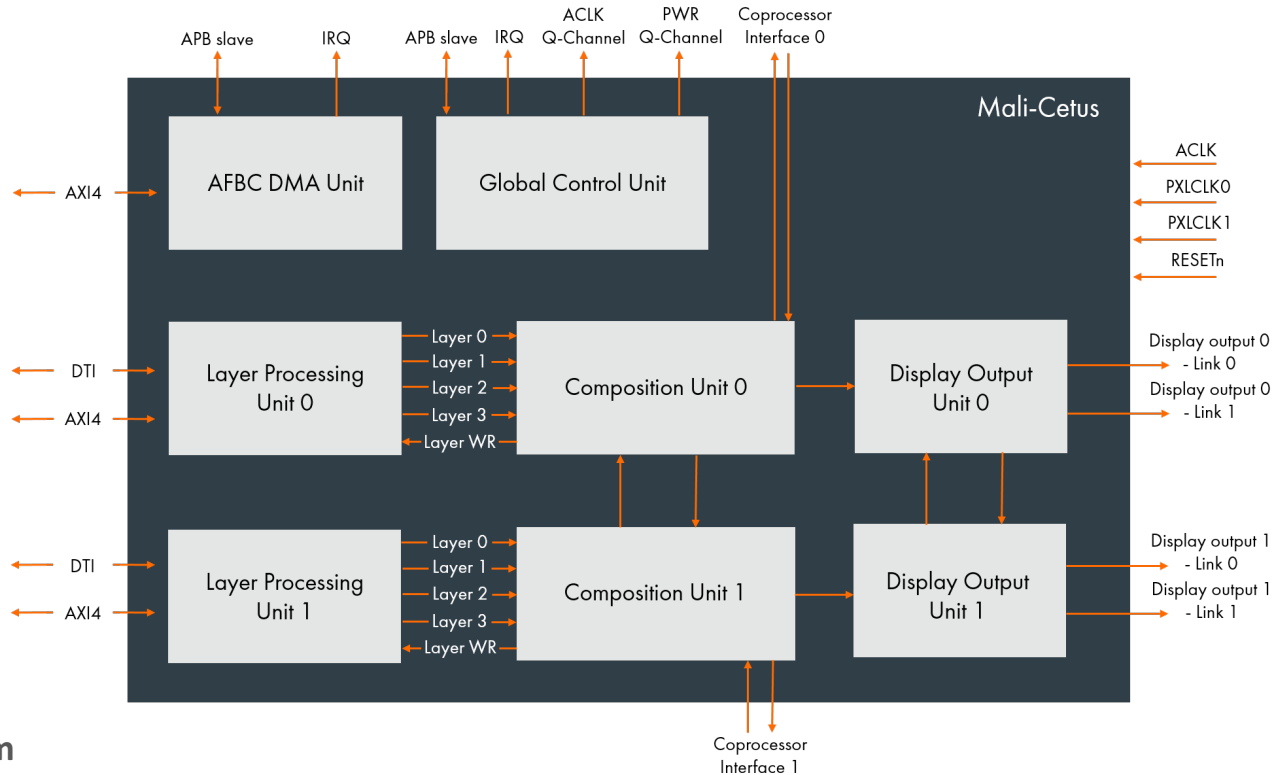 APB slave
IRQ
APB slave
IRQ
ACLK
Q-Channel
PWR
Q-Channel
Coprocessor
Interface 0
Mali-Cetus
AFBC DMA Unit
Global Control Unit
AXI4
ACLK
PXLCLK0
PXLCLK1
RESETn
DTI
AXI4
Layer Processing
Unit 0
Layer 0
Layer 1
Layer 2
Layer 3
Layer WR
Composition Unit 0
Display Output
Unit 0
Display output 0
- Link 0
Display output 0
- Link 1
DTI
AXI4
Layer Processing
Unit 1
Layer 0
Layer 1
Layer 2
Layer 3
Layer WR
Composition Unit 1
Display Output
Unit 1
Display output 1
- Link 0
Display output 1
- Link 1
Coprocessor
Interface 1